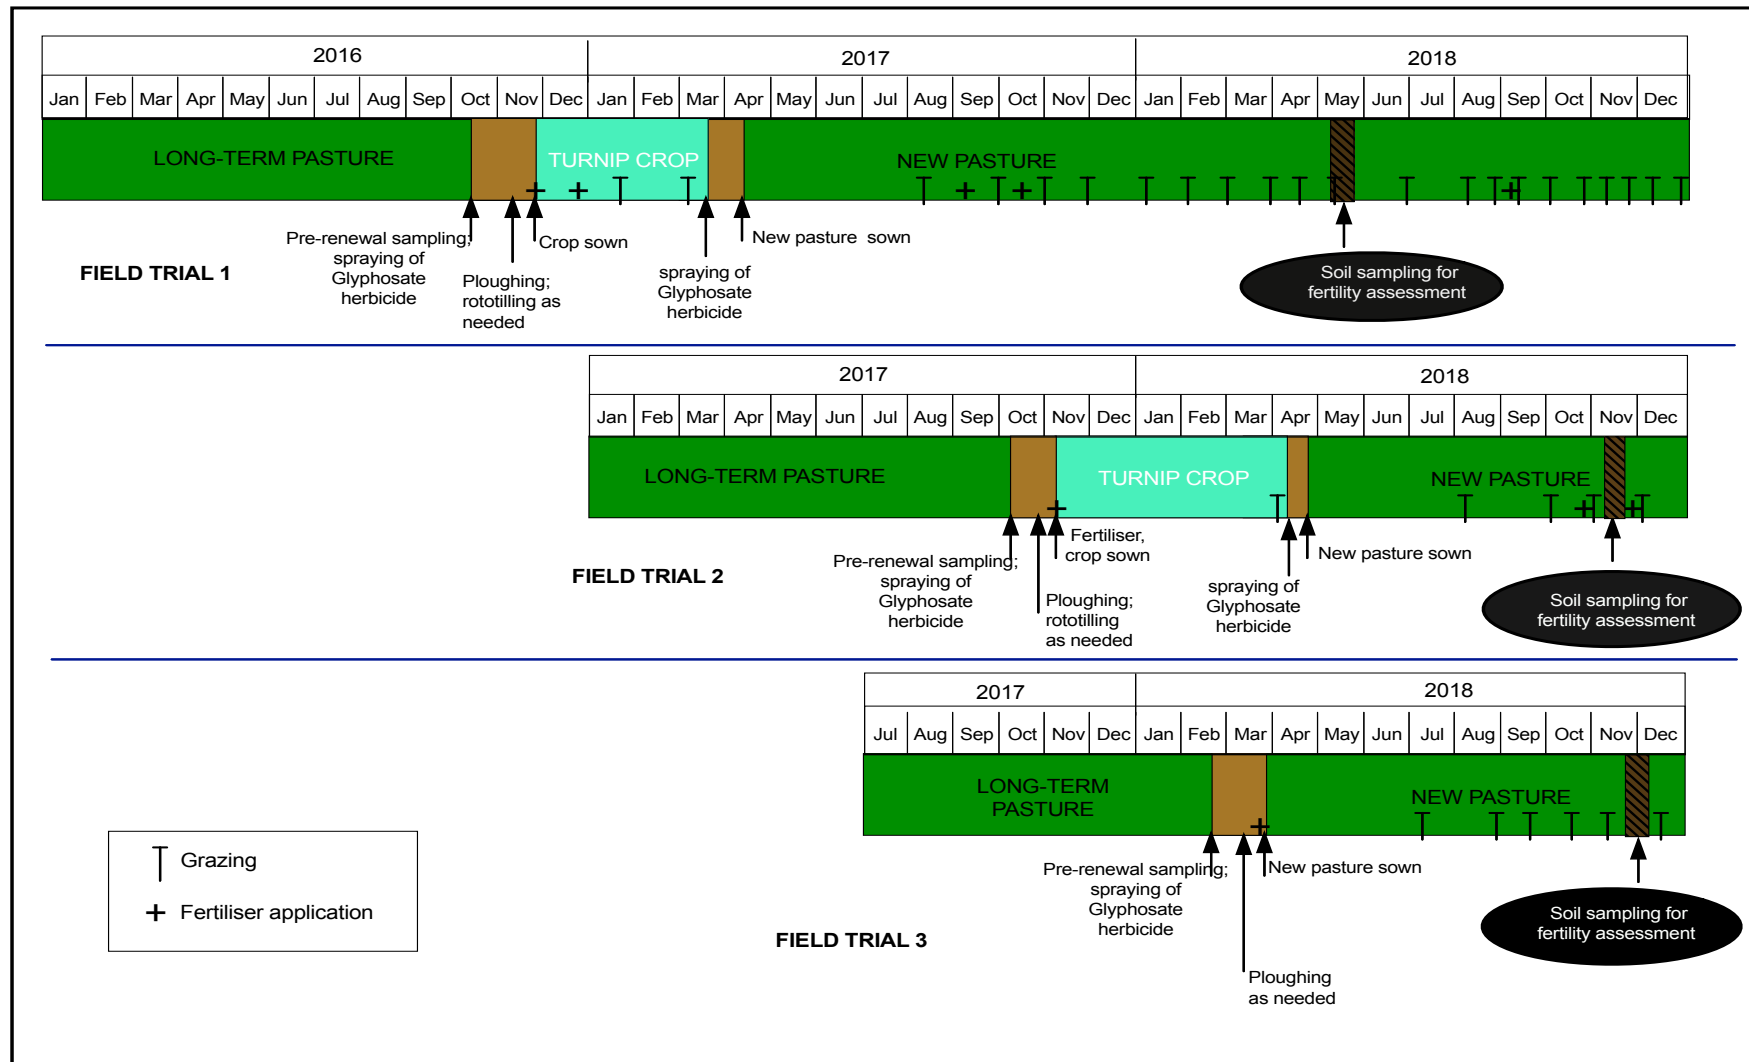 2016 2017 2018
Jan Feb Mar Apr May Jun Jul Aug Sep Oct Nov Dec Jan Feb Mar Apr May Jun Jul Aug Sep Oct Nov Dec Jan Feb Mar Apr May Jun Jul Aug Sep Oct Nov Dec
LONG-TERM PASTURE TURNIP CROP NEW PASTURE
Pre-renewal sampling;
spraying of
Glyphosate
herbicide
Ploughing;
rototilling as
needed
Crop sown
spraying of
Glyphosate
herbicide
New pasture sown
Soil sampling for
fertility assessment
FIELD TRIAL 1
2017 2018
Jan Feb Mar Apr May Jun Jul Aug Sep Oct Nov Dec Jan Feb Mar Apr May Jun Jul Aug Sep Oct Nov Dec
LONG-TERM PASTURE TURNIP CROP NEW PASTURE
Pre-renewal sampling;
spraying of
Glyphosate
herbicide
Ploughing;
rototilling
as needed
Fertiliser,
crop sown
spraying of
Glyphosate
herbicide
New pasture sown
Soil sampling for
fertility assessment
FIELD TRIAL 2
2017 2018
Jul Aug Sep Oct Nov Dec Jan Feb Mar Apr May Jun Jul Aug Sep Oct Nov Dec
LONG-TERM
PASTURE
NEW PASTURE
Pre-renewal sampling;
spraying of
Glyphosate
herbicide
Ploughing
as needed
New pasture sown
Soil sampling for
fertility assessment
FIELD TRIAL 3
Grazing
Fertiliser application